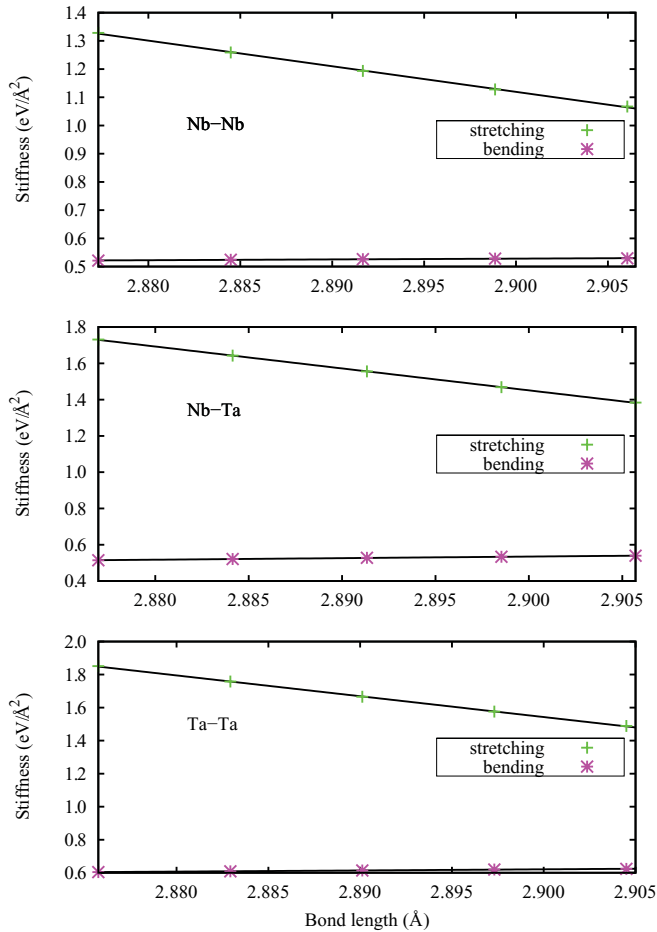 1.4
1.3
1.2
1.1
1.0
0.9
0.8
0.7
0.6
0.5
Stiffness (eV/Å²)
Nb−Nb
stretching
bending
2.880 2.885 2.890 2.895 2.900 2.905
1.8
1.6
1.4
1.2
1.0
0.8
0.6
0.4
Stiffness (eV/Å²)
Nb−Ta
stretching
bending
2.880 2.885 2.890 2.895 2.900 2.905
2.0
1.8
1.6
1.4
1.2
1.0
0.8
0.6
Stiffness (eV/Å²)
Ta−Ta
stretching
bending
2.880 2.885 2.890 2.895 2.900 2.905
Bond length (Å)